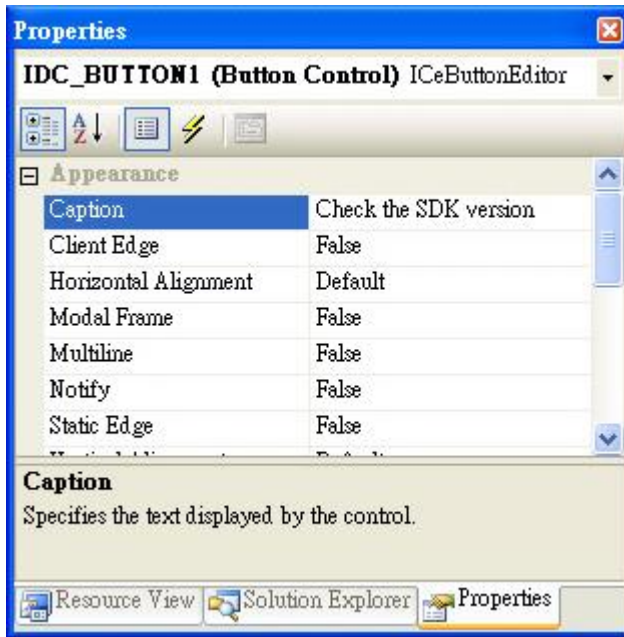 Properties
IDC_BUTTON1 (Button Control) ICeButtonEditor
Appearance
Caption Check the SDK version
Client Edge False
Horizontal Alignment Default
Modal Frame False
Multiline False
Notify False
Static Edge False
Caption
Specifies the text displayed by the control.
Resource View Solution Explorer Properties